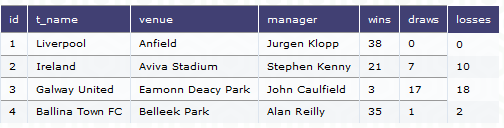 id t_name venue manager wins draws losses
1 Liverpool Anfield Jurgen Klopp 38 0 0
2 Ireland Aviva Stadium Stephen Kenny 21 7 10
3 Galway United Eamonn Deacy Park John Caulfield 3 17 18
4 Ballina Town FC Belleek Park Alan Reilly 35 1 2